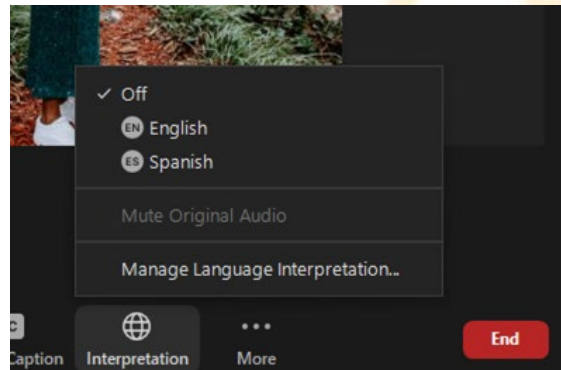 Off
EN English
ES Spanish
Mute Original Audio
Manage Language Interpretation...
C
Caption Interpretation More End